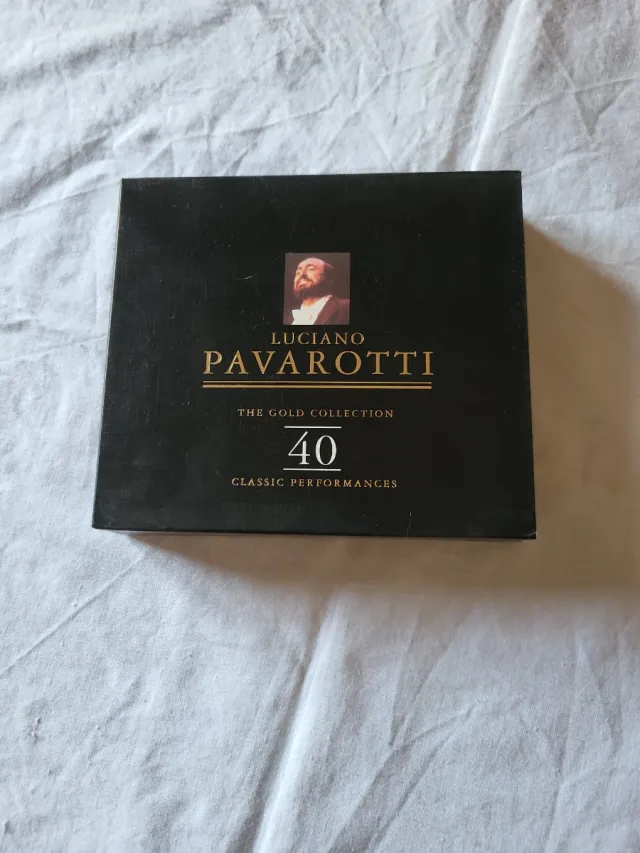 LUCIANO
PAVAROTTI
THE GOLD COLLECTION
40
CLASSIC PERFORMANCES